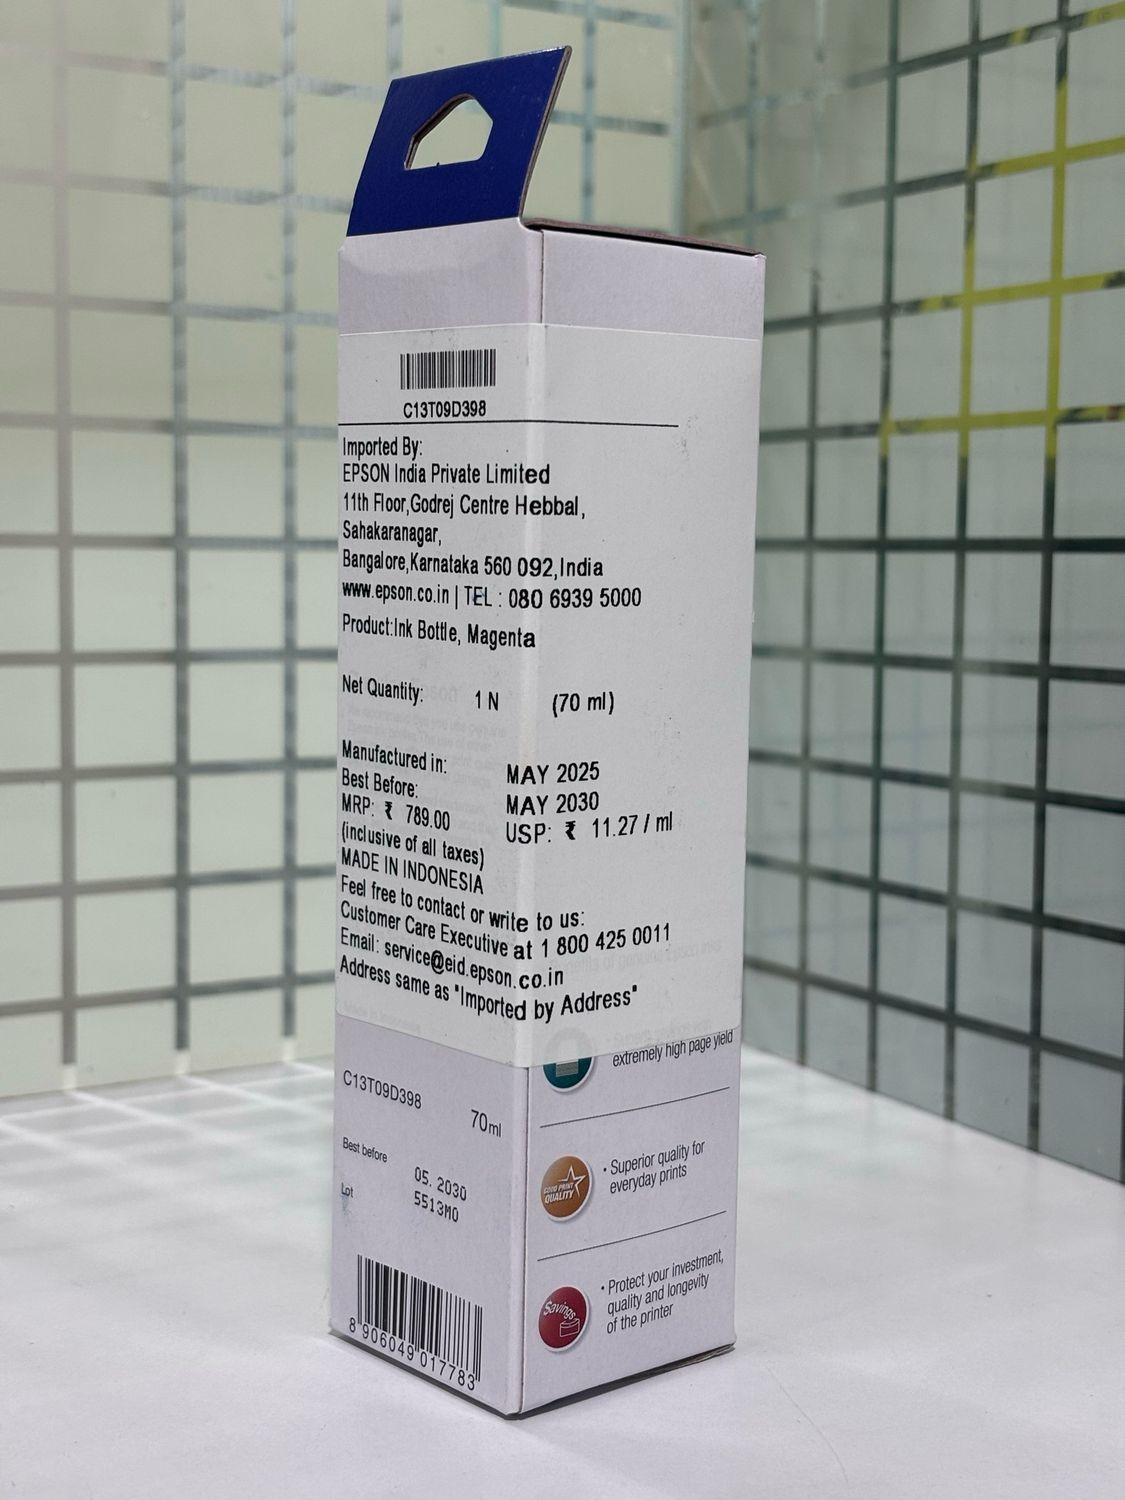 C13T09D398
Imported By:
EPSON India Private Limited
11th Floor,Godrej Centre Hebbal,
Sahakaranagar,
Bangalore,Karnataka 560 092,India
www.epson.co.in | TEL : 080 6939 5000
Product:Ink Bottle, Magenta
Net Quantity: 1 N (70 ml)
Manufactured in: MAY 2025
Best Before: MAY 2030
MRP: ₹ 789.00 USP: ₹ 11.27 / ml
(inclusive of all taxes)
MADE IN INDONESIA
Feel free to contact or write to us:
Customer Care Executive at 1 800 425 0011
Email: service@eid.epson.co.in
Address same as "Imported by Address"
C13T09D398
70ml
Best before 05. 2030
Lot 5513M0
8 906049 017783
extremely high page yield
GOOD PRINT
QUALITY
• Superior quality for
everyday prints
Savings
• Protect your investment,
quality and longevity
of the printer